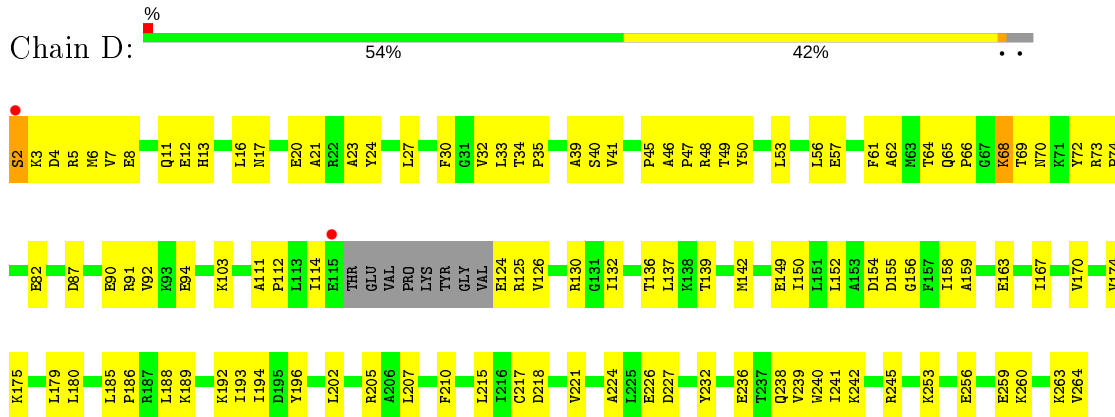 %
Chain D:
54% 42% • •
S2 K3 D4 R5 M6 V7 E8 Q11 E12 H13 L16 N17 E20 A21 R22 A23 Y24 L27 F30 G31 V32 L33 T34 P35 A39 S40 V41 P45 A46 P47 R48 T49 Y50 L53 L56 E57 F61 A62 M63 T64 Q65 P66 G67 K68 T69 N70 K71 Y72 R73 P74
E82 D87 E90 R91 V92 K93 E94 K103 A111 P112 L113 I114 E115 THR GLU VAL PRO LYS TYR GLY VAL E124 R125 V126 R130 G131 I132 T136 L137 K138 T139 M142 E149 I150 L151 L152 A153 D154 D155 G156 F157 I158 A159 E163 I167 V170 V174
K175 L179 L180 L185 P186 R187 L188 K189 K192 I193 I194 D195 Y196 L202 R205 A206 L207 F210 L215 I216 C217 D218 V221 A224 L225 E226 D227 Y232 E236 T237 Q238 V239 W240 I241 K242 R245 K253 E256 E259 K260 K263 V264